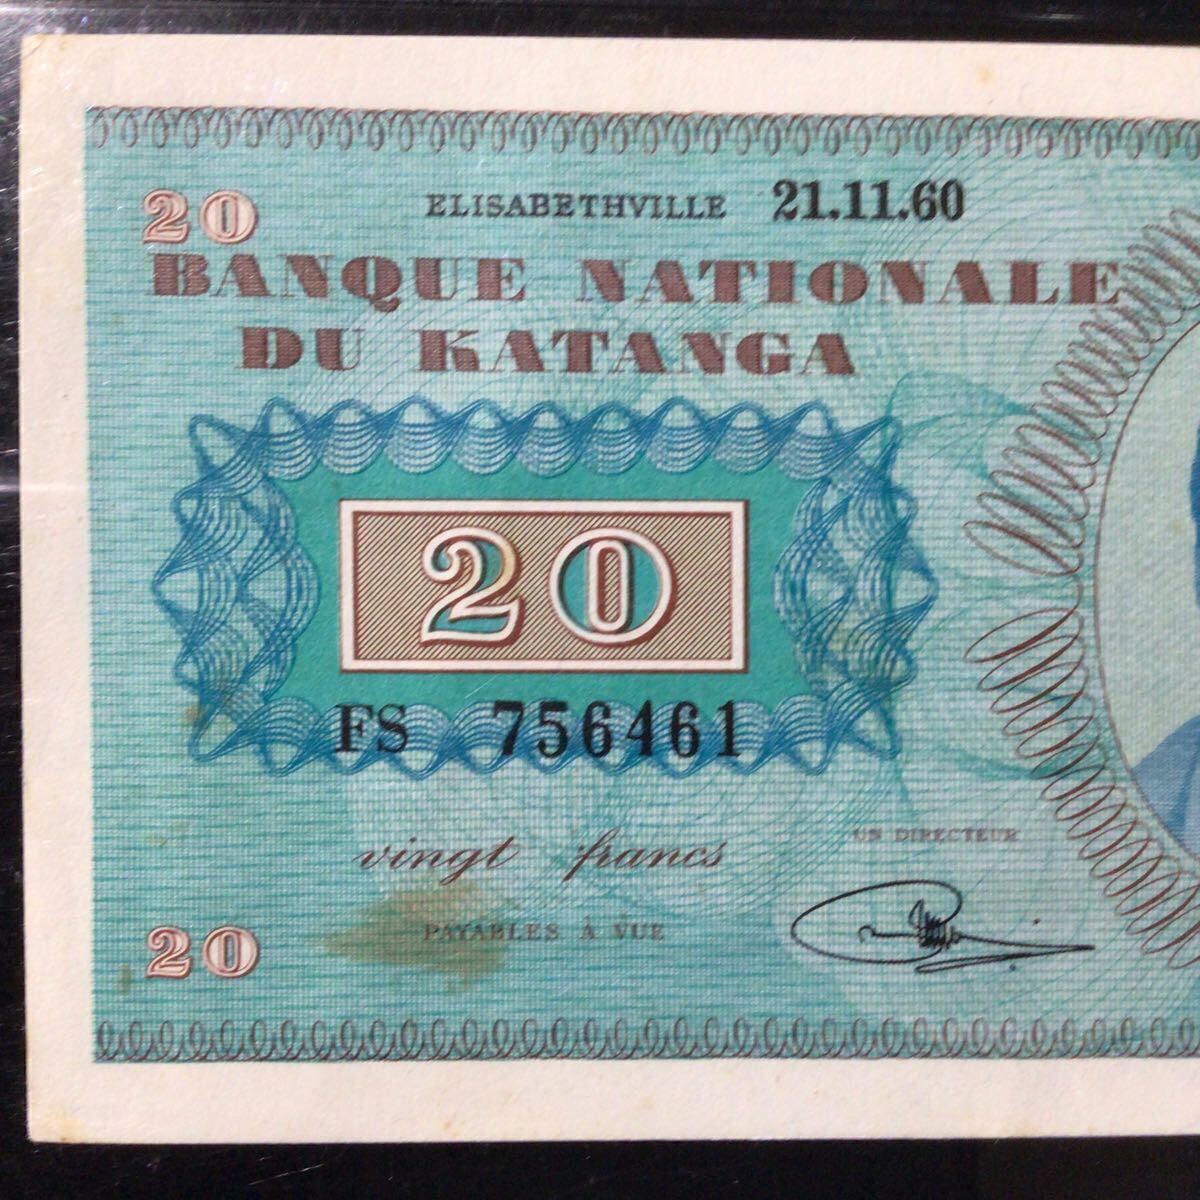 20 ELISABETHVILLE 21.11.60
BANQUE NATIONALE
DU KATANGA
20
FS 756461
vingt francs
UN DIRECTEUR
PAYABLES À VUE
20